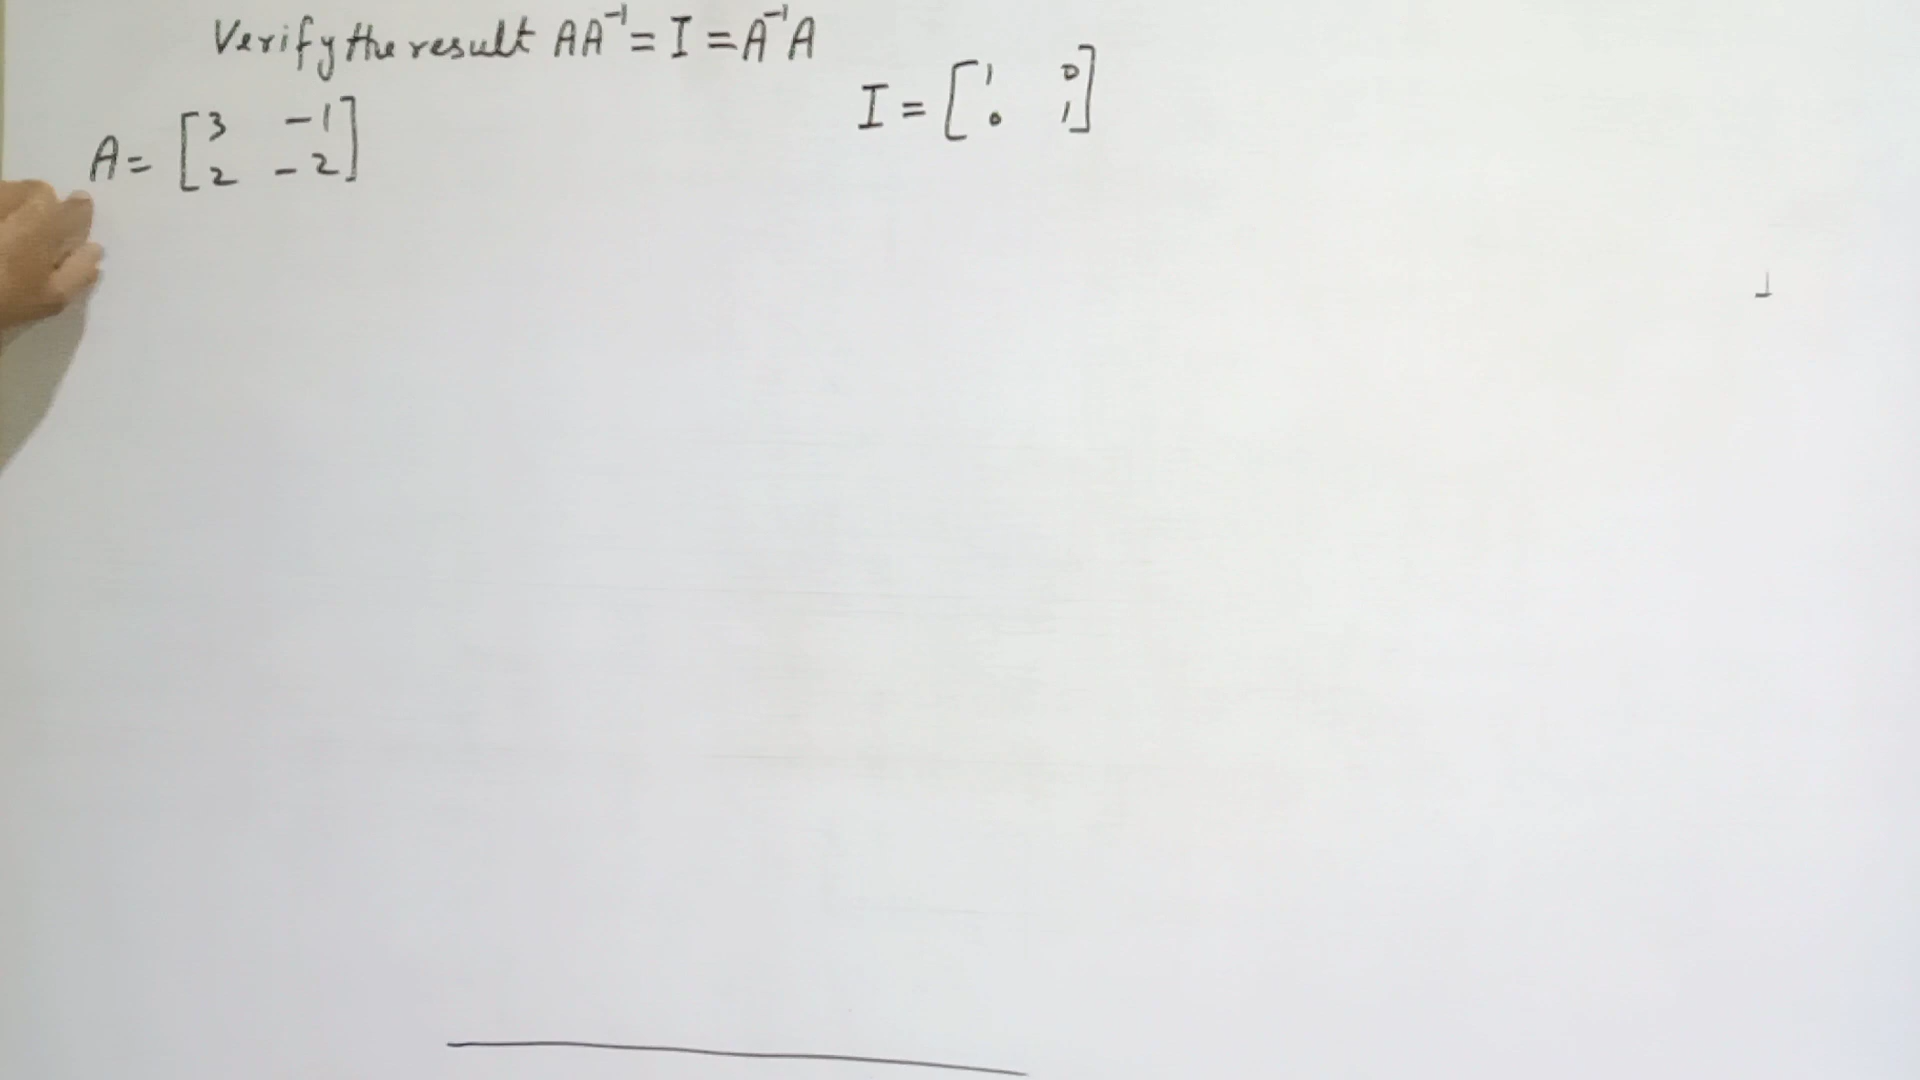 Verify the result AA⁻¹ = I = A⁻¹A
I = [1 0
0 1]
A = [3 -1
2 -2]